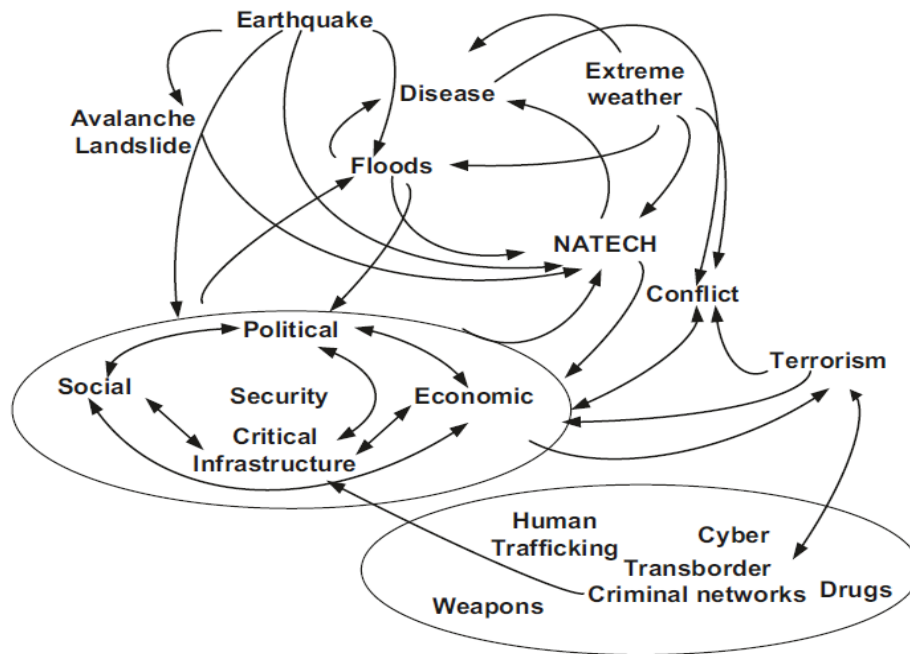 Earthquake
Extreme
weather
Disease
Avalanche
Landslide
Floods
NATECH
Conflict
Political
Terrorism
Social
Security
Economic
Critical
Infrastructure
Human
Trafficking
Cyber
Transborder
Criminal networks
Drugs
Weapons